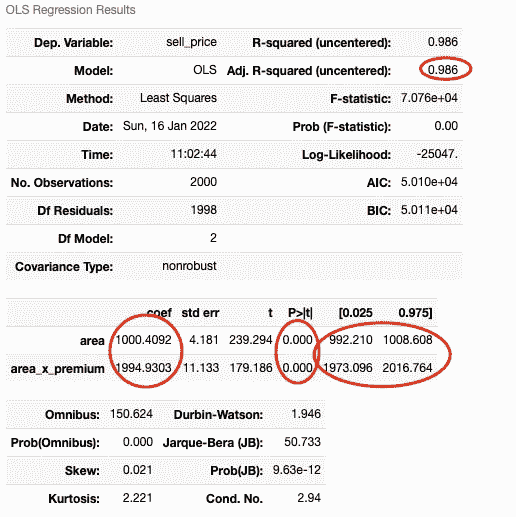 OLS Regression Results
Dep. Variable: sell_price R-squared (uncentered): 0.986
Model: OLS Adj. R-squared (uncentered): 0.986
Method: Least Squares F-statistic: 7.076e+04
Date: Sun, 16 Jan 2022 Prob (F-statistic): 0.00
Time: 11:02:44 Log-Likelihood: -25047.
No. Observations: 2000 AIC: 5.010e+04
Df Residuals: 1998 BIC: 5.011e+04
Df Model: 2
Covariance Type: nonrobust
coef std err t P>|t| [0.025 0.975]
area 1000.4092 4.181 239.294 0.000 992.210 1008.608
area_x_premium 1994.9303 11.133 179.186 0.000 1973.096 2016.764
Omnibus: 150.624 Durbin-Watson: 1.946
Prob(Omnibus): 0.000 Jarque-Bera (JB): 50.733
Skew: 0.021 Prob(JB): 9.63e-12
Kurtosis: 2.221 Cond. No. 2.94